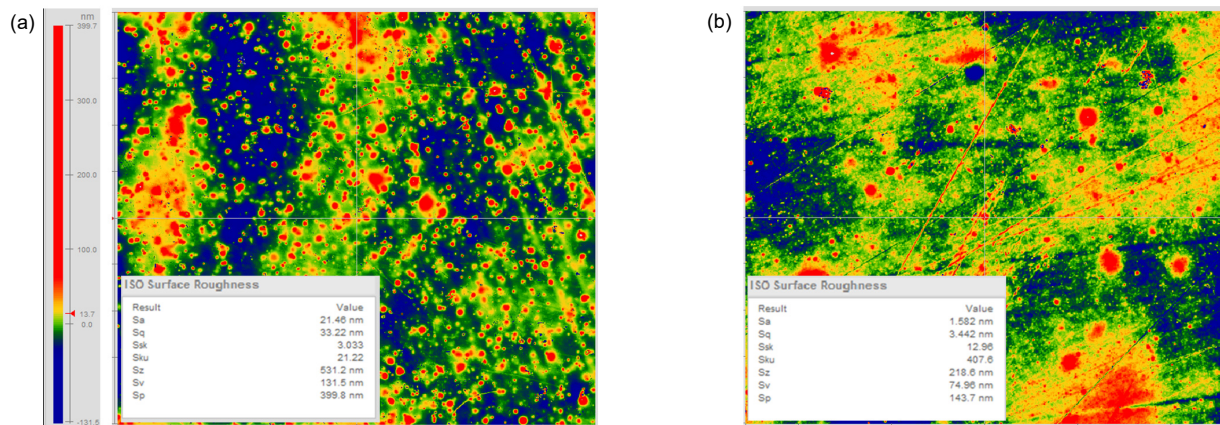 (a)
nm
399.7
300.0
200.0
100.0
13.7
0.0
-131.5
ISO Surface Roughness
Result Value
Sa 21.46 nm
Sq 33.22 nm
Ssk 3.033
Sku 21.22
Sz 531.2 nm
Sv 131.5 nm
Sp 399.8 nm
(b)
ISO Surface Roughness
Result Value
Sa 1.582 nm
Sq 3.442 nm
Ssk 12.96
Sku 407.6
Sz 218.6 nm
Sv 74.96 nm
Sp 143.7 nm